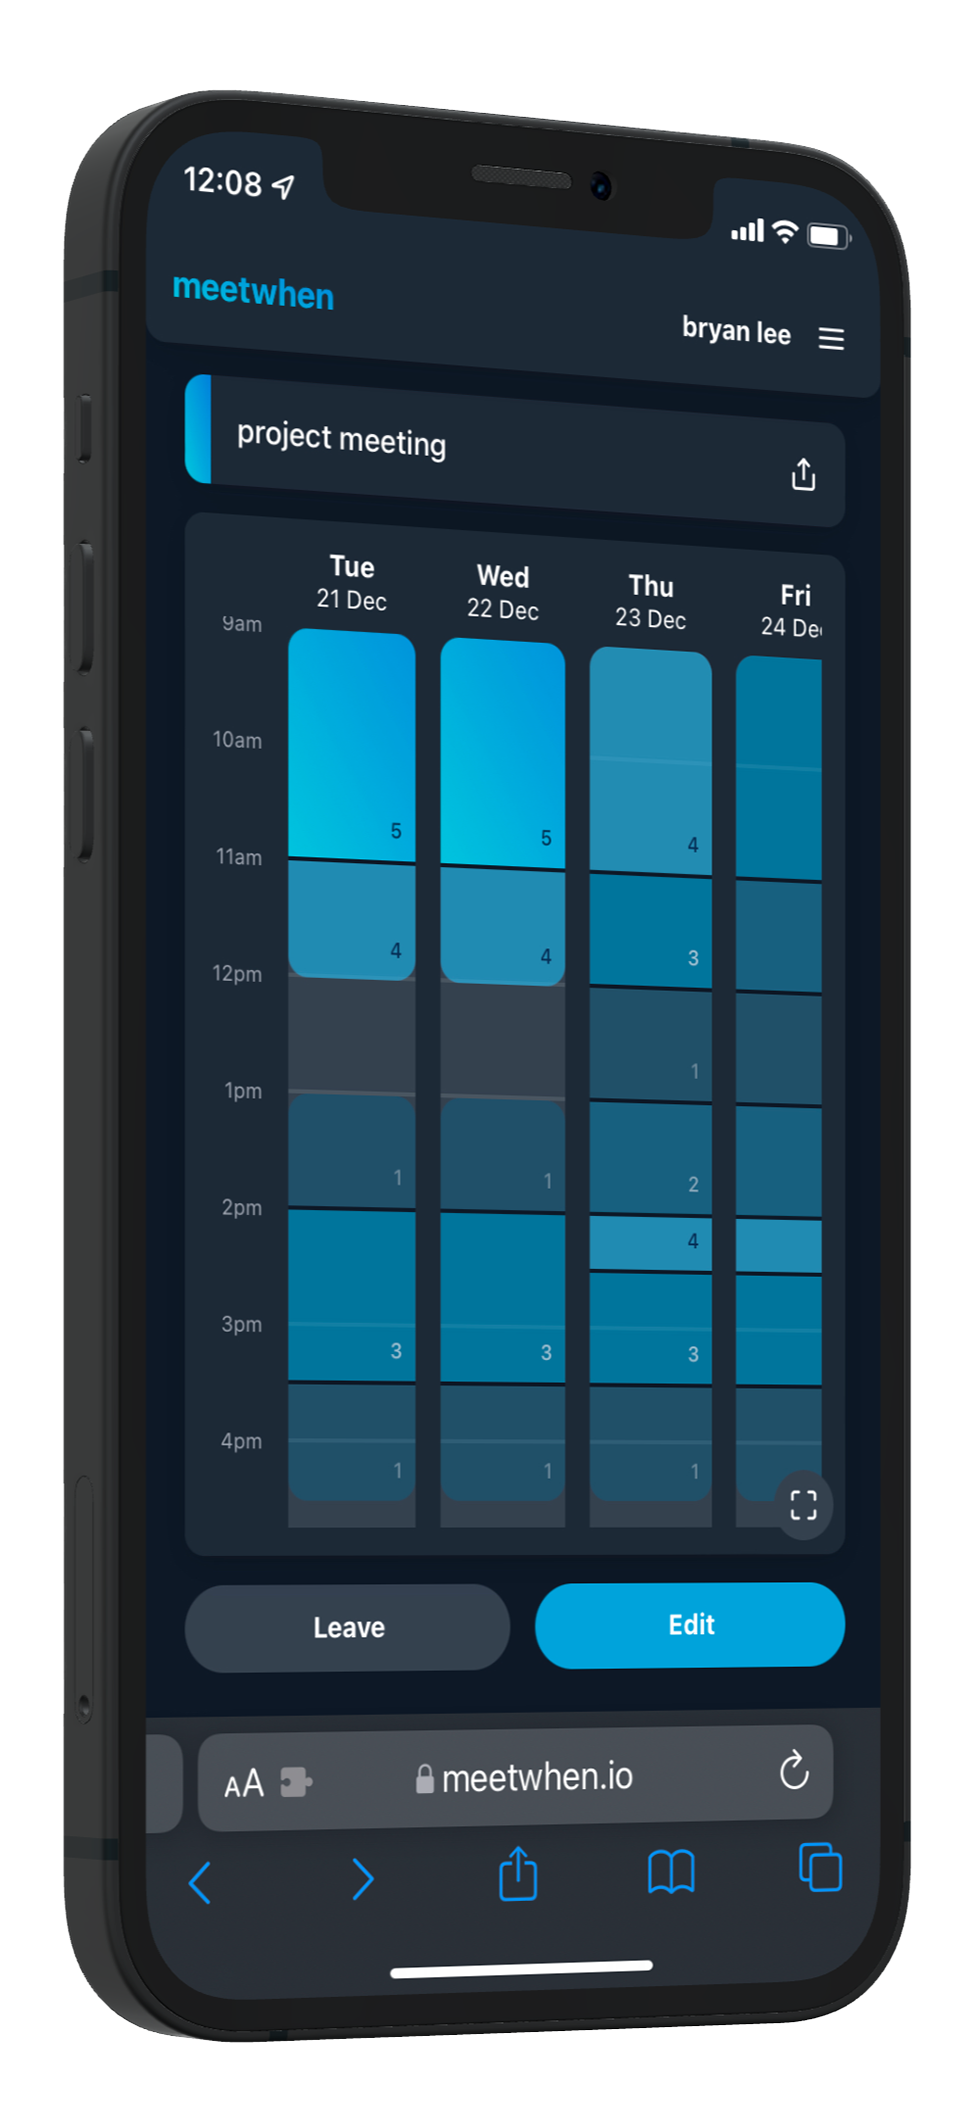 12:08
meetwhen
bryan lee
project meeting
Tue
21 Dec
Wed
22 Dec
Thu
23 Dec
Fri
24 De
9am
10am
11am
12pm
1pm
2pm
3pm
4pm
5
4
1
3
1
5
4
1
3
1
4
3
1
2
4
3
1
Leave
Edit
AA
meetwhen.io